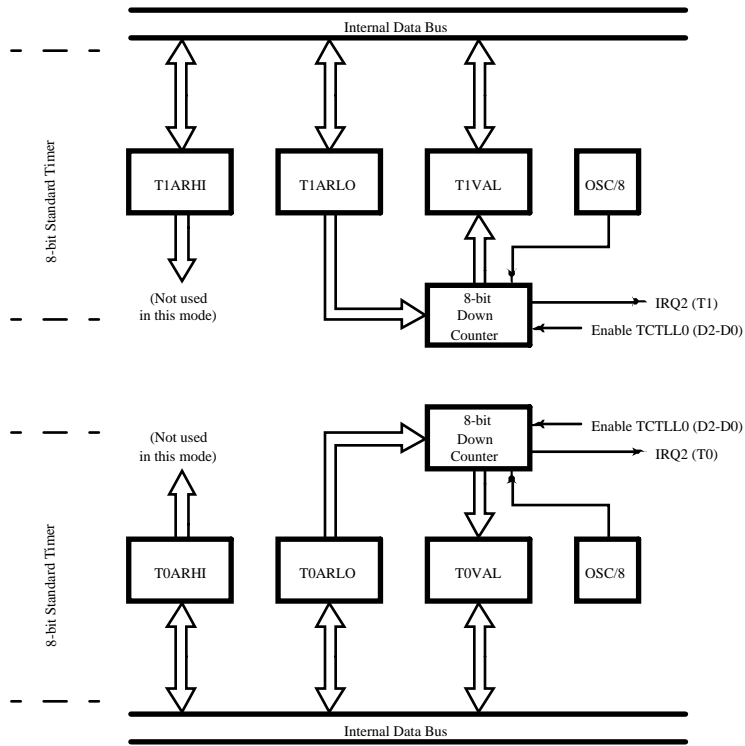 Internal Data Bus
8-bit Standard Timer
T1ARHI
T1ARLO
T1VAL
OSC/8
(Not used
in this mode)
8-bit
Down
Counter
IRQ2 (T1)
Enable TCTLL0 (D2-D0)
8-bit Standard Timer
(Not used
in this mode)
8-bit
Down
Counter
Enable TCTLL0 (D2-D0)
IRQ2 (T0)
T0ARHI
T0ARLO
T0VAL
OSC/8
Internal Data Bus